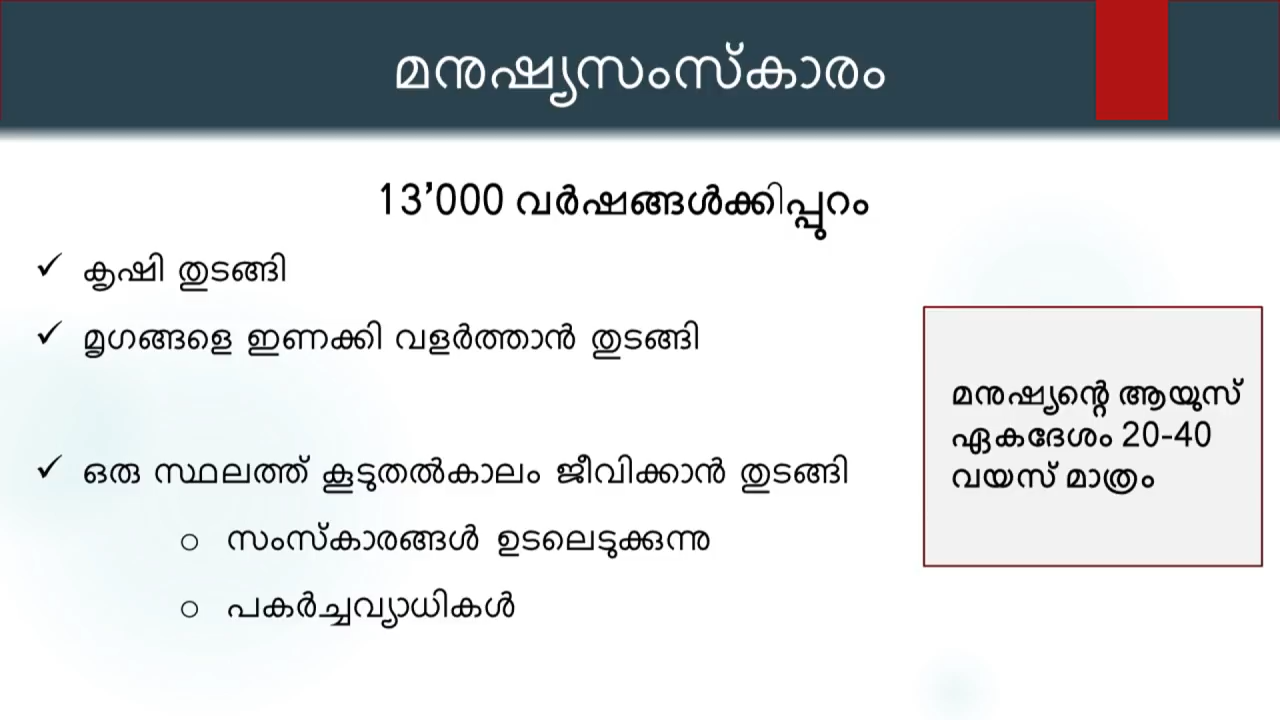 മനുഷ്യസംസ്കാരം
13’000 വർഷങ്ങൾക്കിപ്പുറം
✓ കൃഷി തുടങ്ങി
✓ മൃഗങ്ങളെ ഇണക്കി വളർത്താൻ തുടങ്ങി
✓ ഒരു സ്ഥലത്ത് കൂടുതൽകാലം ജീവിക്കാൻ തുടങ്ങി
○ സംസ്കാരങ്ങൾ ഉടലെടുക്കുന്നു
○ പകർച്ചവ്യാധികൾ
മനുഷ്യന്റെ ആയുസ്
ഏകദേശം 20-40
വയസ് മാത്രം